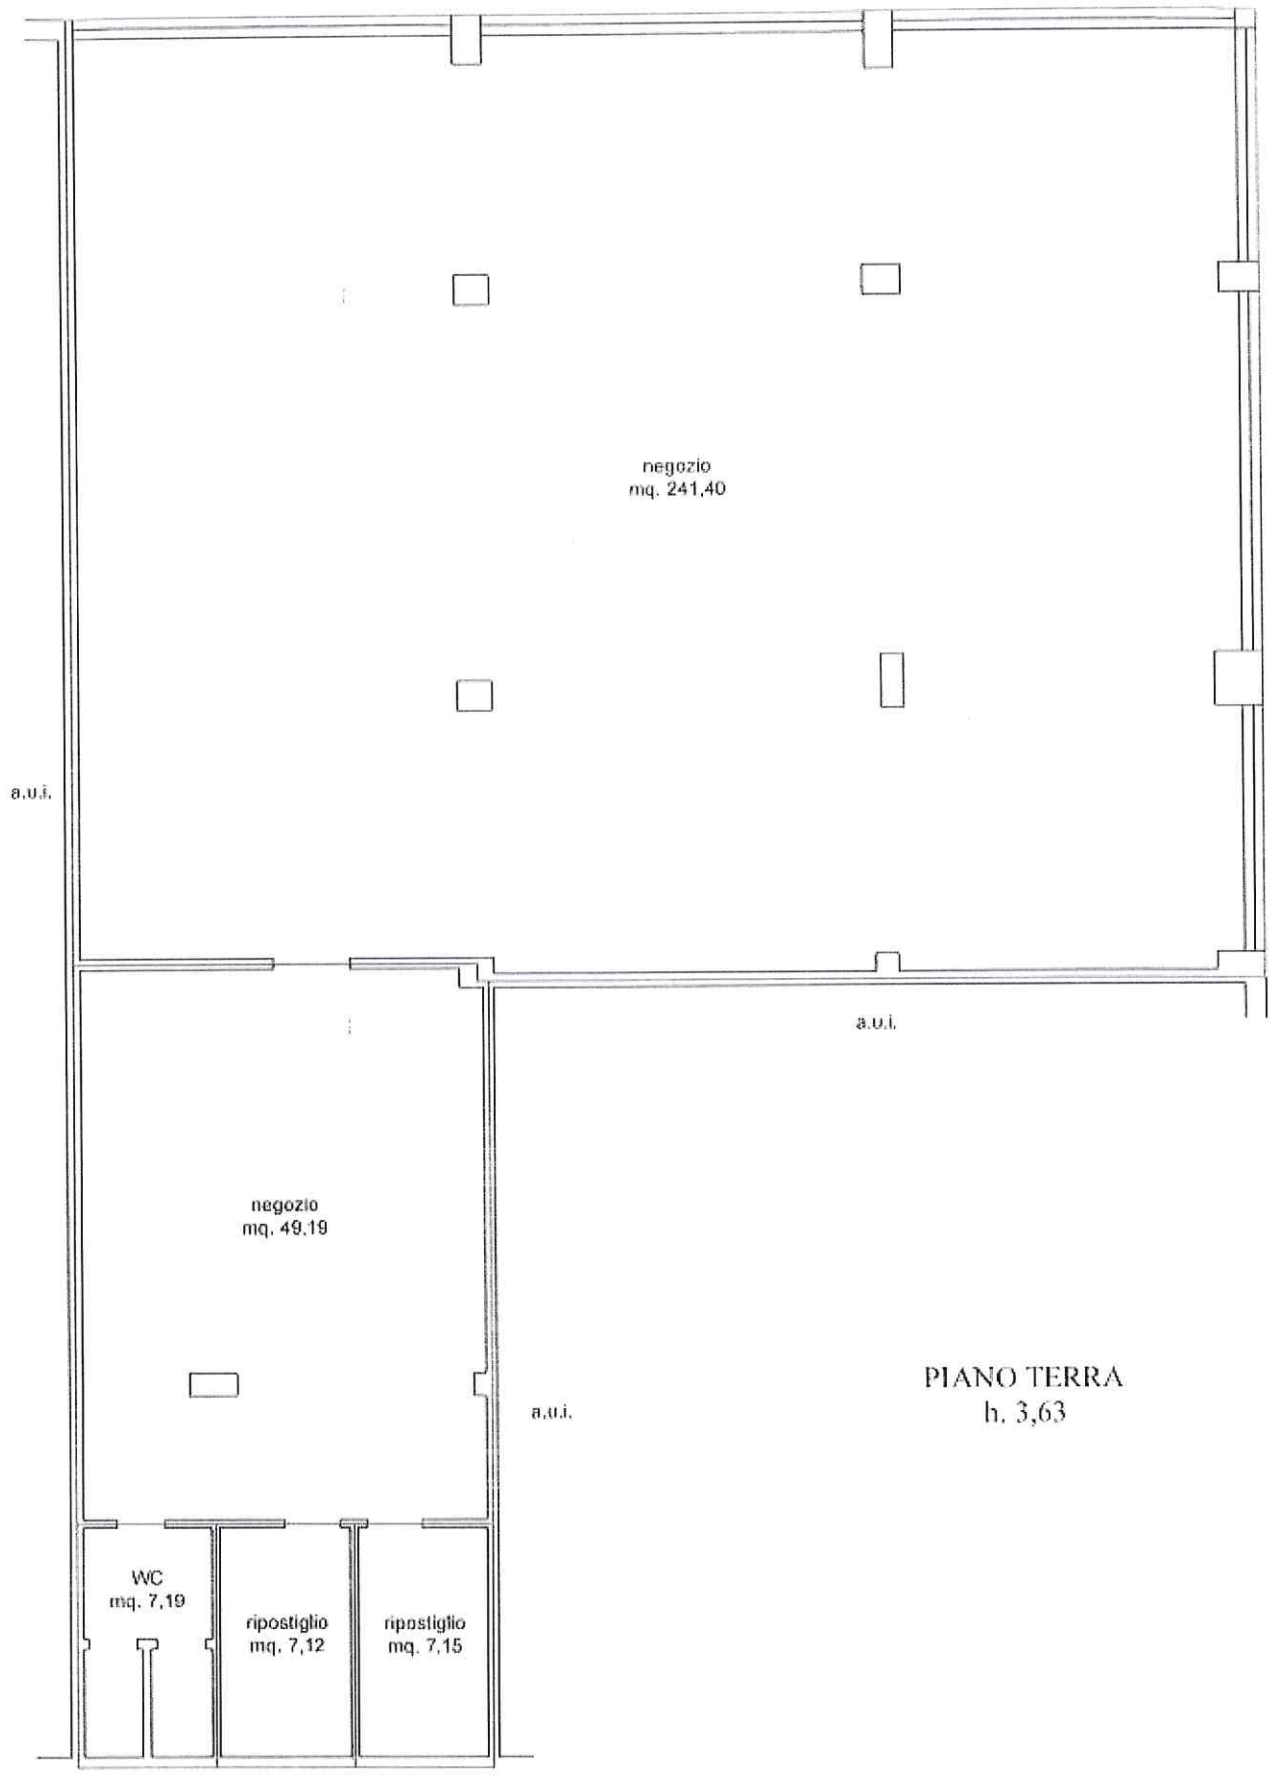 negozio
mq. 241,40
a.u.i.
a.u.i.
negozio
mq. 49,19
PIANO TERRA
h. 3,63
a.u.i.
WC
mq. 7,19
ripostiglio
mq. 7,12
ripostiglio
mq. 7,15